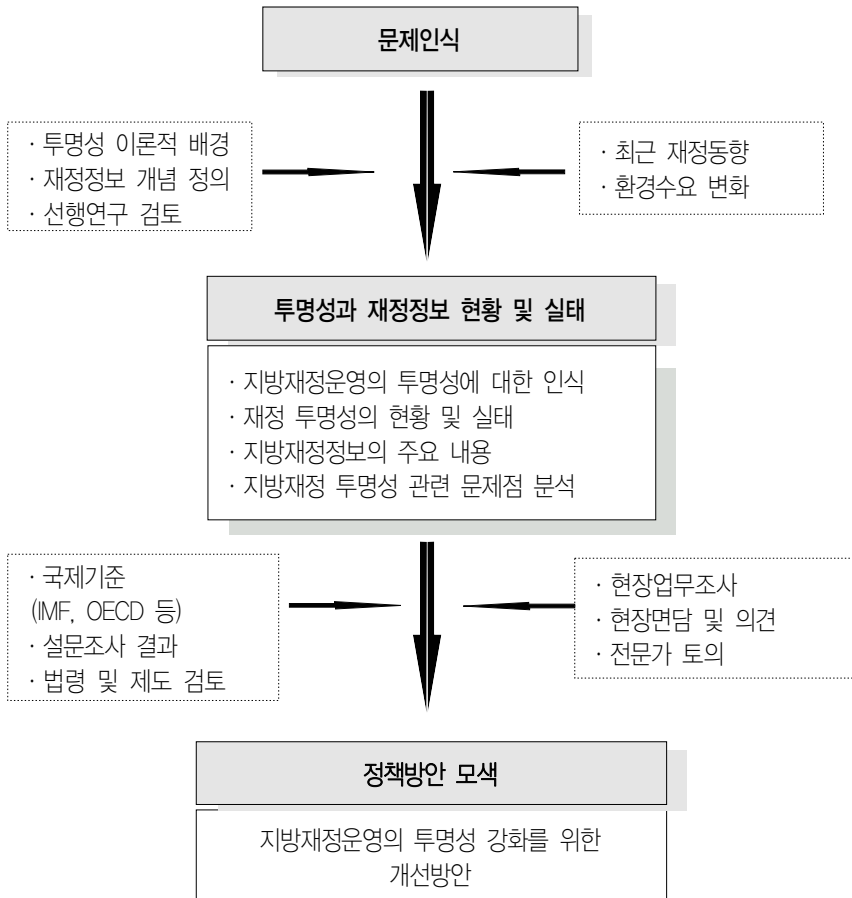 문제인식
· 투명성 이론적 배경
· 재정정보 개념 정의
· 선행연구 검토
· 최근 재정동향
· 환경수요 변화
투명성과 재정정보 현황 및 실태
· 지방재정운영의 투명성에 대한 인식
· 재정 투명성의 현황 및 실태
· 지방재정정보의 주요 내용
· 지방재정 투명성 관련 문제점 분석
· 국제기준
(IMF, OECD 등)
· 설문조사 결과
· 법령 및 제도 검토
· 현장업무조사
· 현장면담 및 의견
· 전문가 토의
정책방안 모색
지방재정운영의 투명성 강화를 위한
개선방안